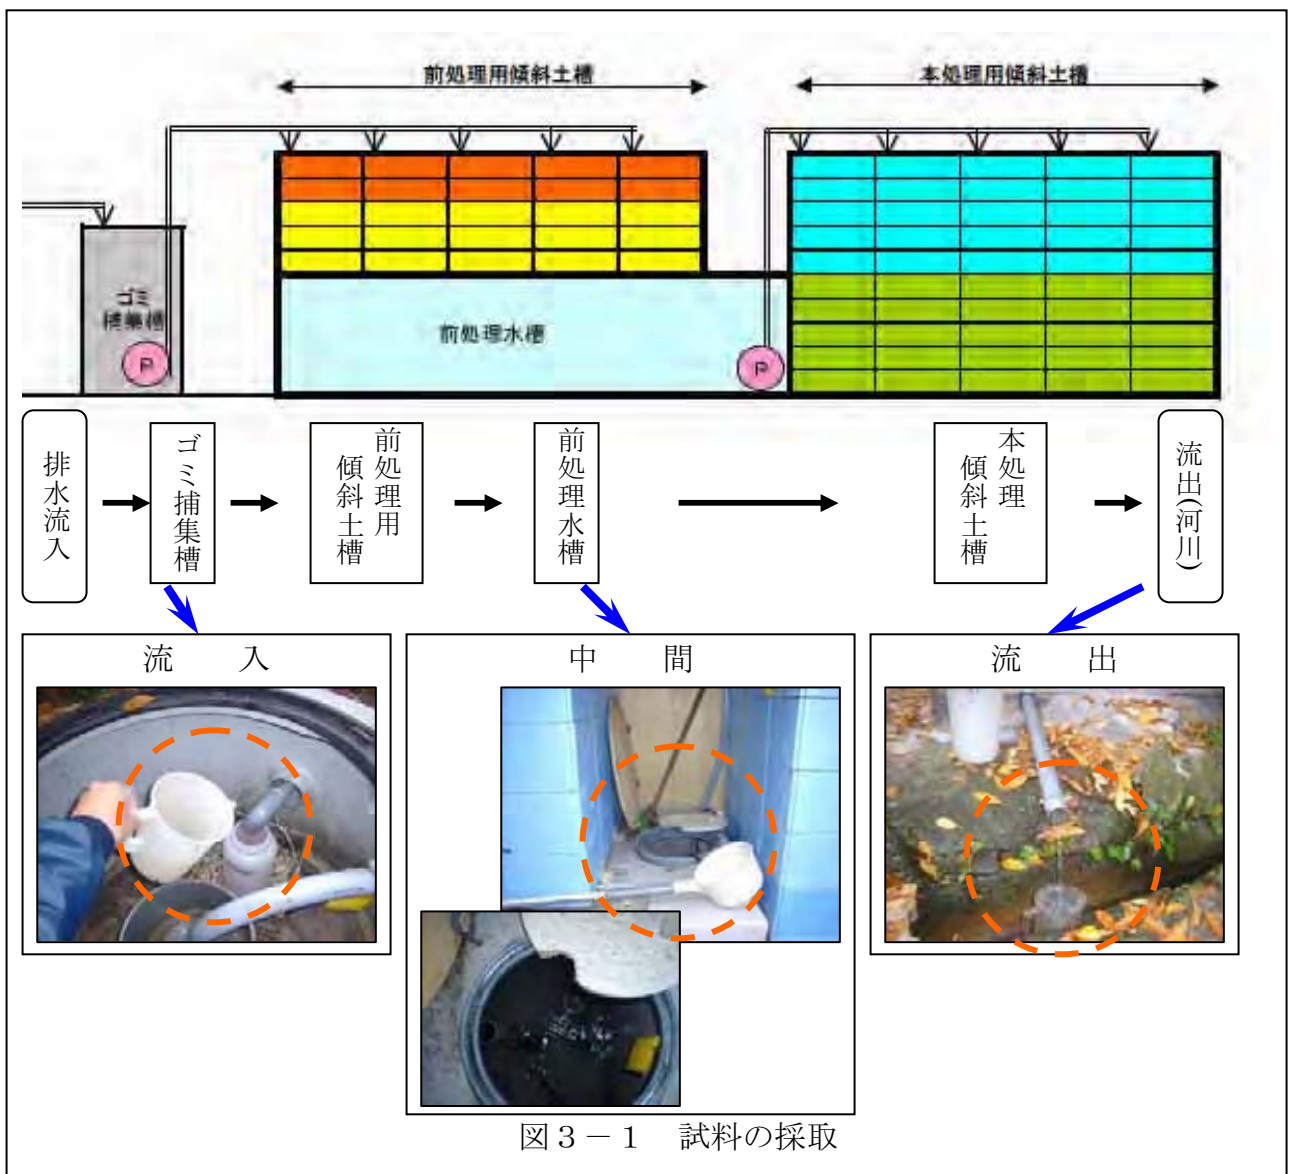 前処理用傾斜土槽
本処理用傾斜土槽
ゴミ
捕集槽
P
前処理水槽
P
排水流入
ゴミ捕集槽
前処理用
傾斜土槽
前処理水槽
本処理
傾斜土槽
流出(河川)
流 入
中 間
流 出
図３－１ 試料の採取